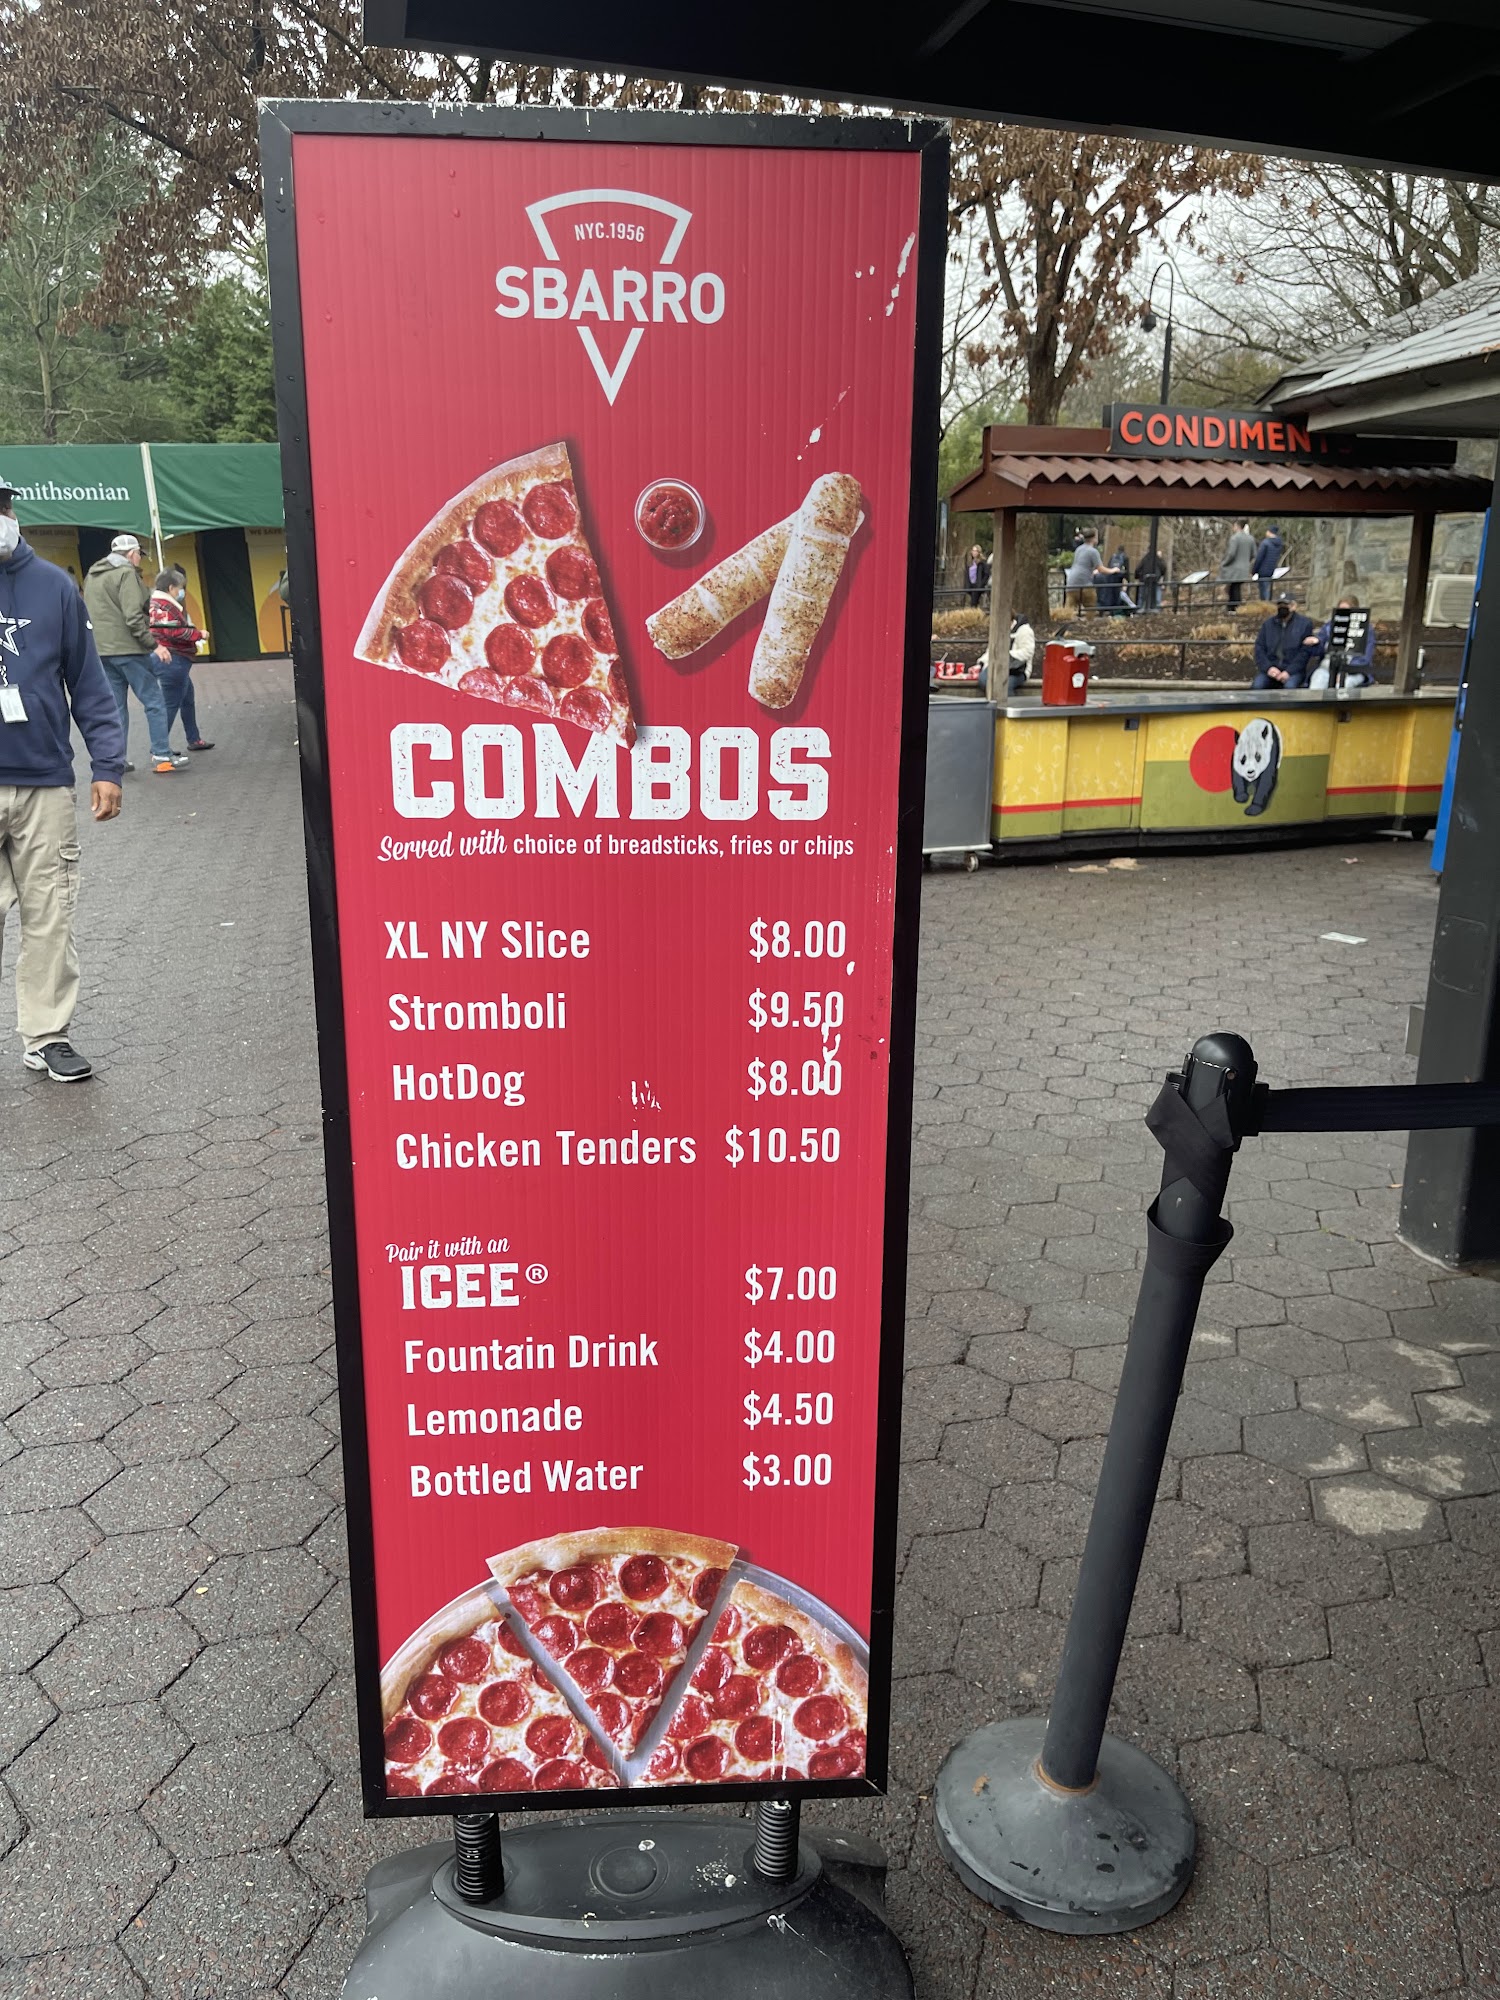 NYC.1956
SBARRO
COMBOS
Served with choice of breadsticks, fries or chips
XL NY Slice $8.00
Stromboli $9.50
HotDog $8.00
Chicken Tenders $10.50
Pair it with an
ICEE® $7.00
Fountain Drink $4.00
Lemonade $4.50
Bottled Water $3.00
mithsonian
CONDIMENTS